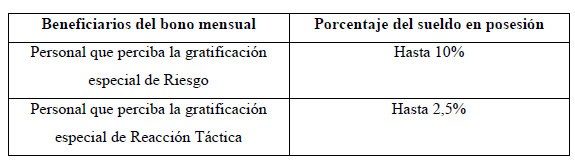 Beneficiarios del bono mensual
Porcentaje del sueldo en posesión
Personal que perciba la gratificación
especial de Riesgo
Hasta 10%
Personal que perciba la gratificación
especial de Reacción Táctica
Hasta 2,5%